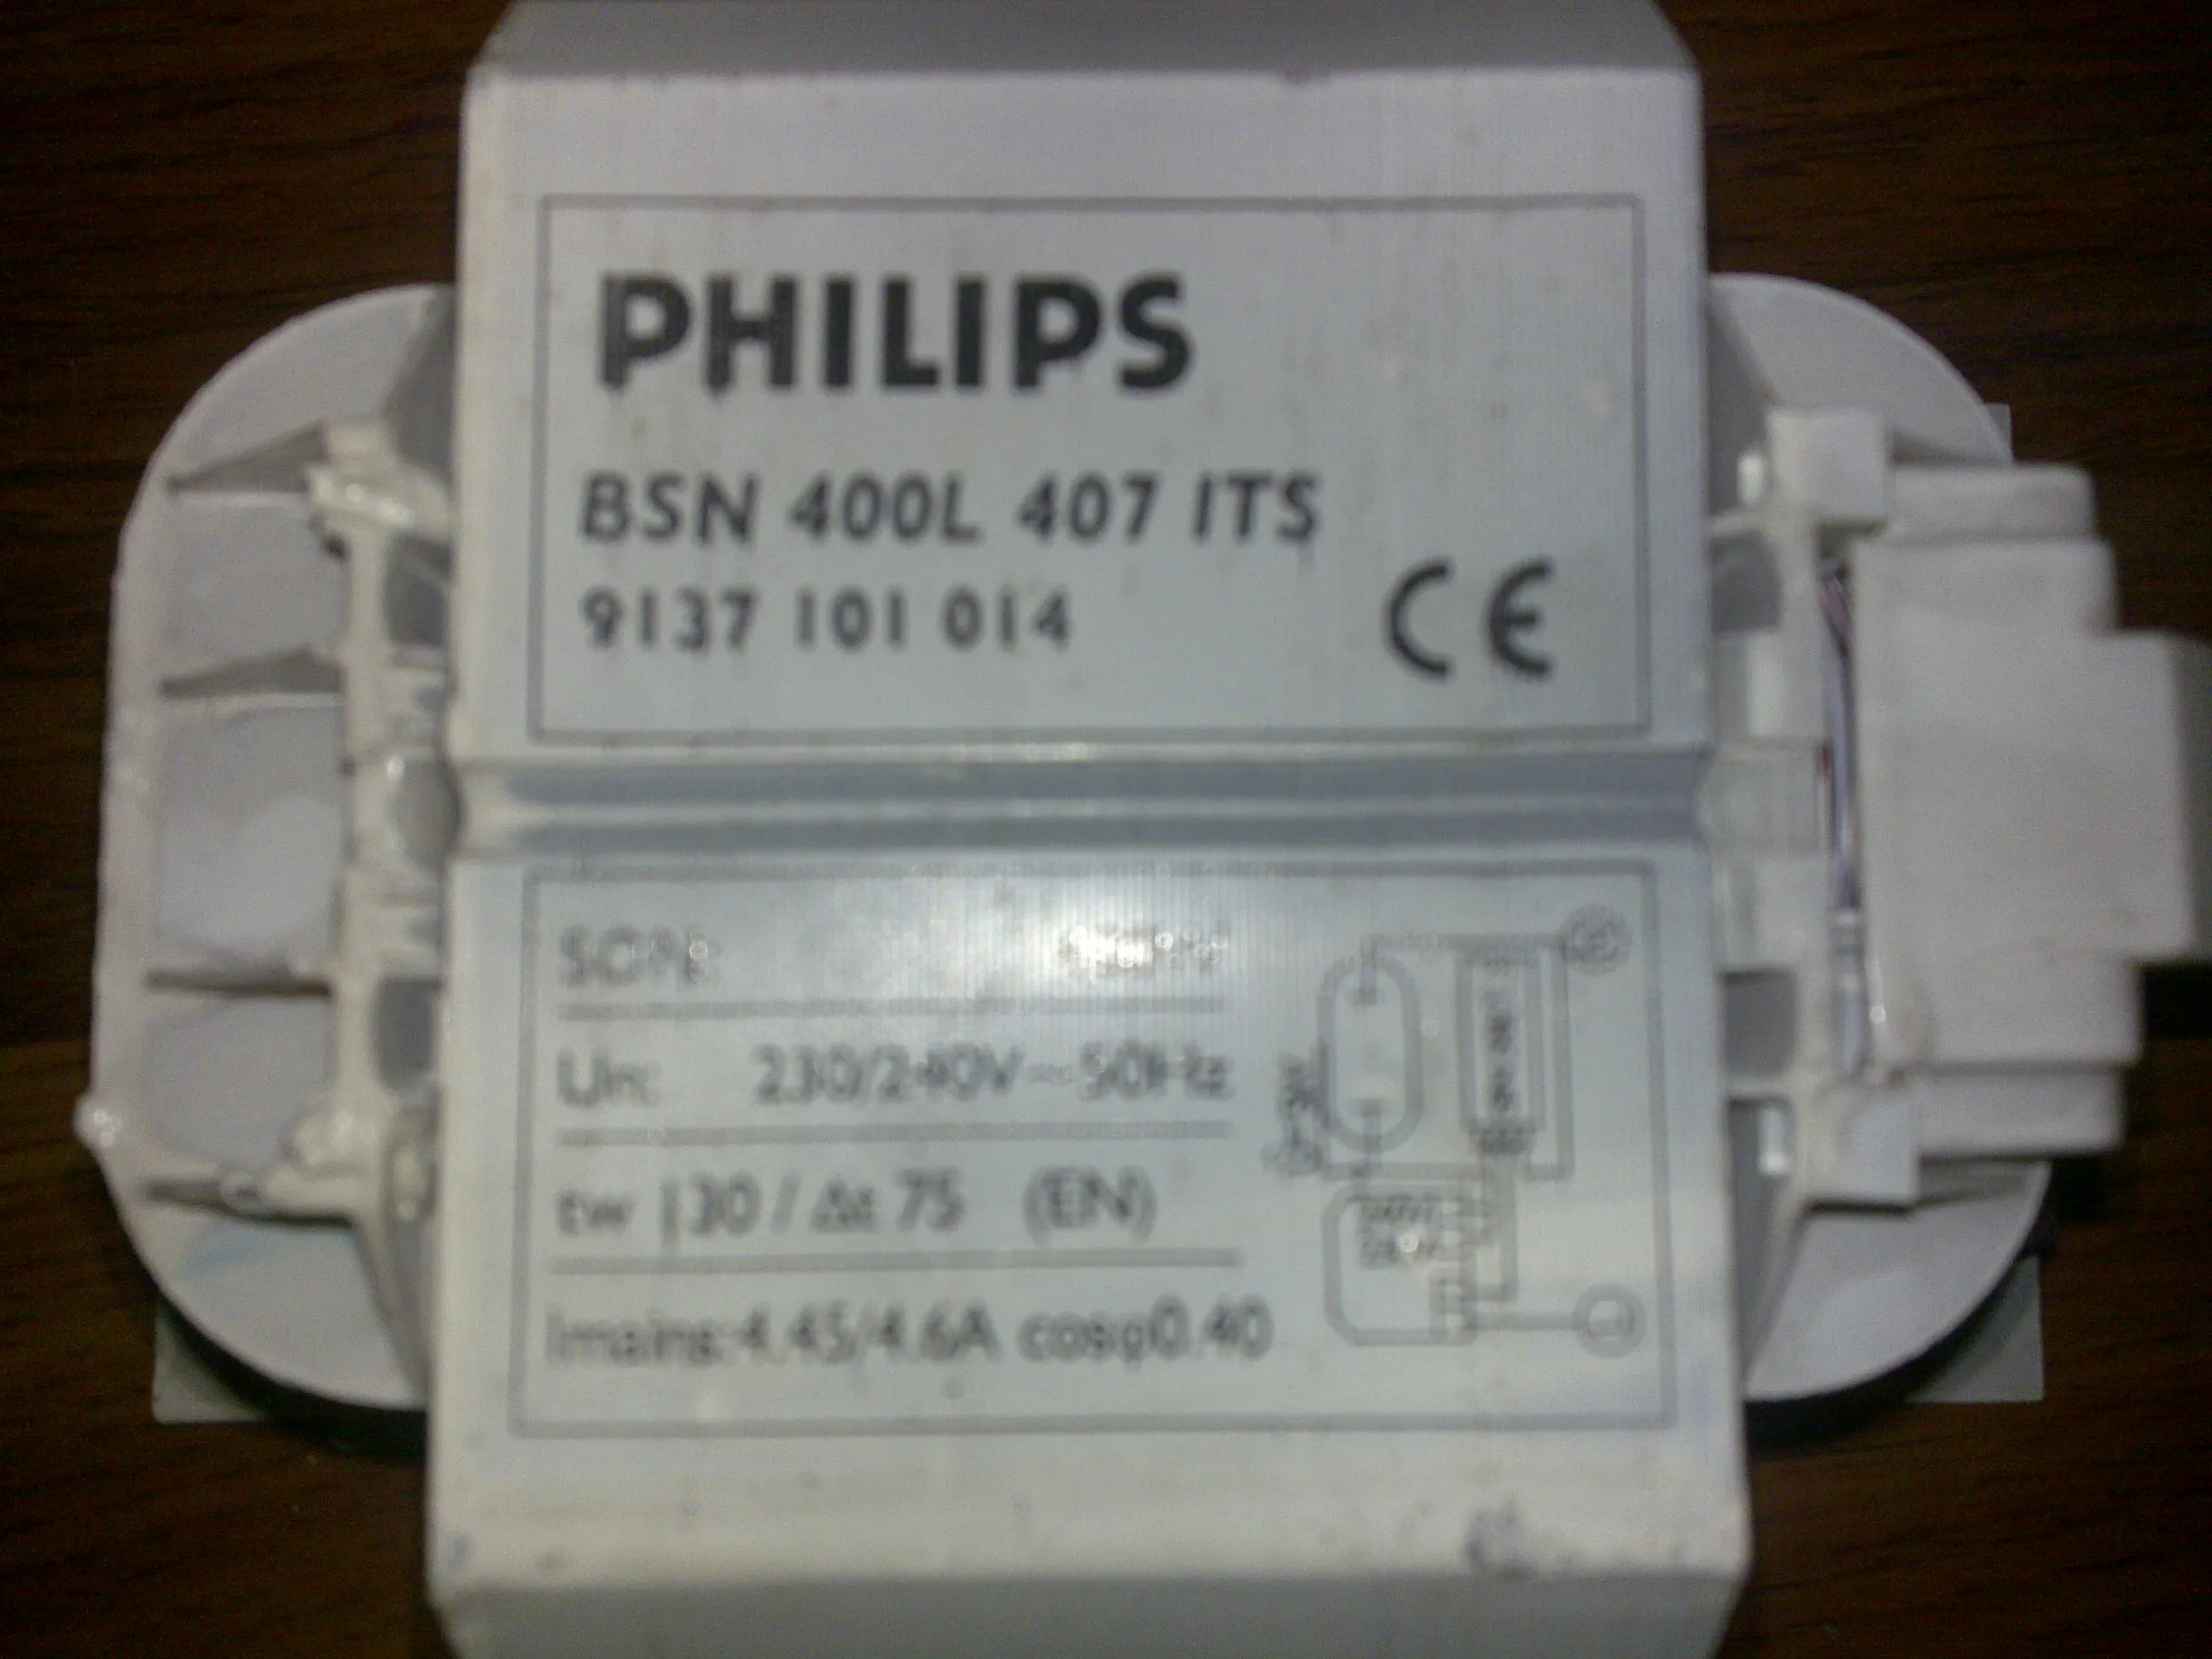 PHILIPS
BSN 400L 407 ITS
9137 101 014
CE
SON:
Un: 230/240V~50Hz
tw 130 / Δt 75 (EN)
Imains:4.45/4.6A cosφ0.40